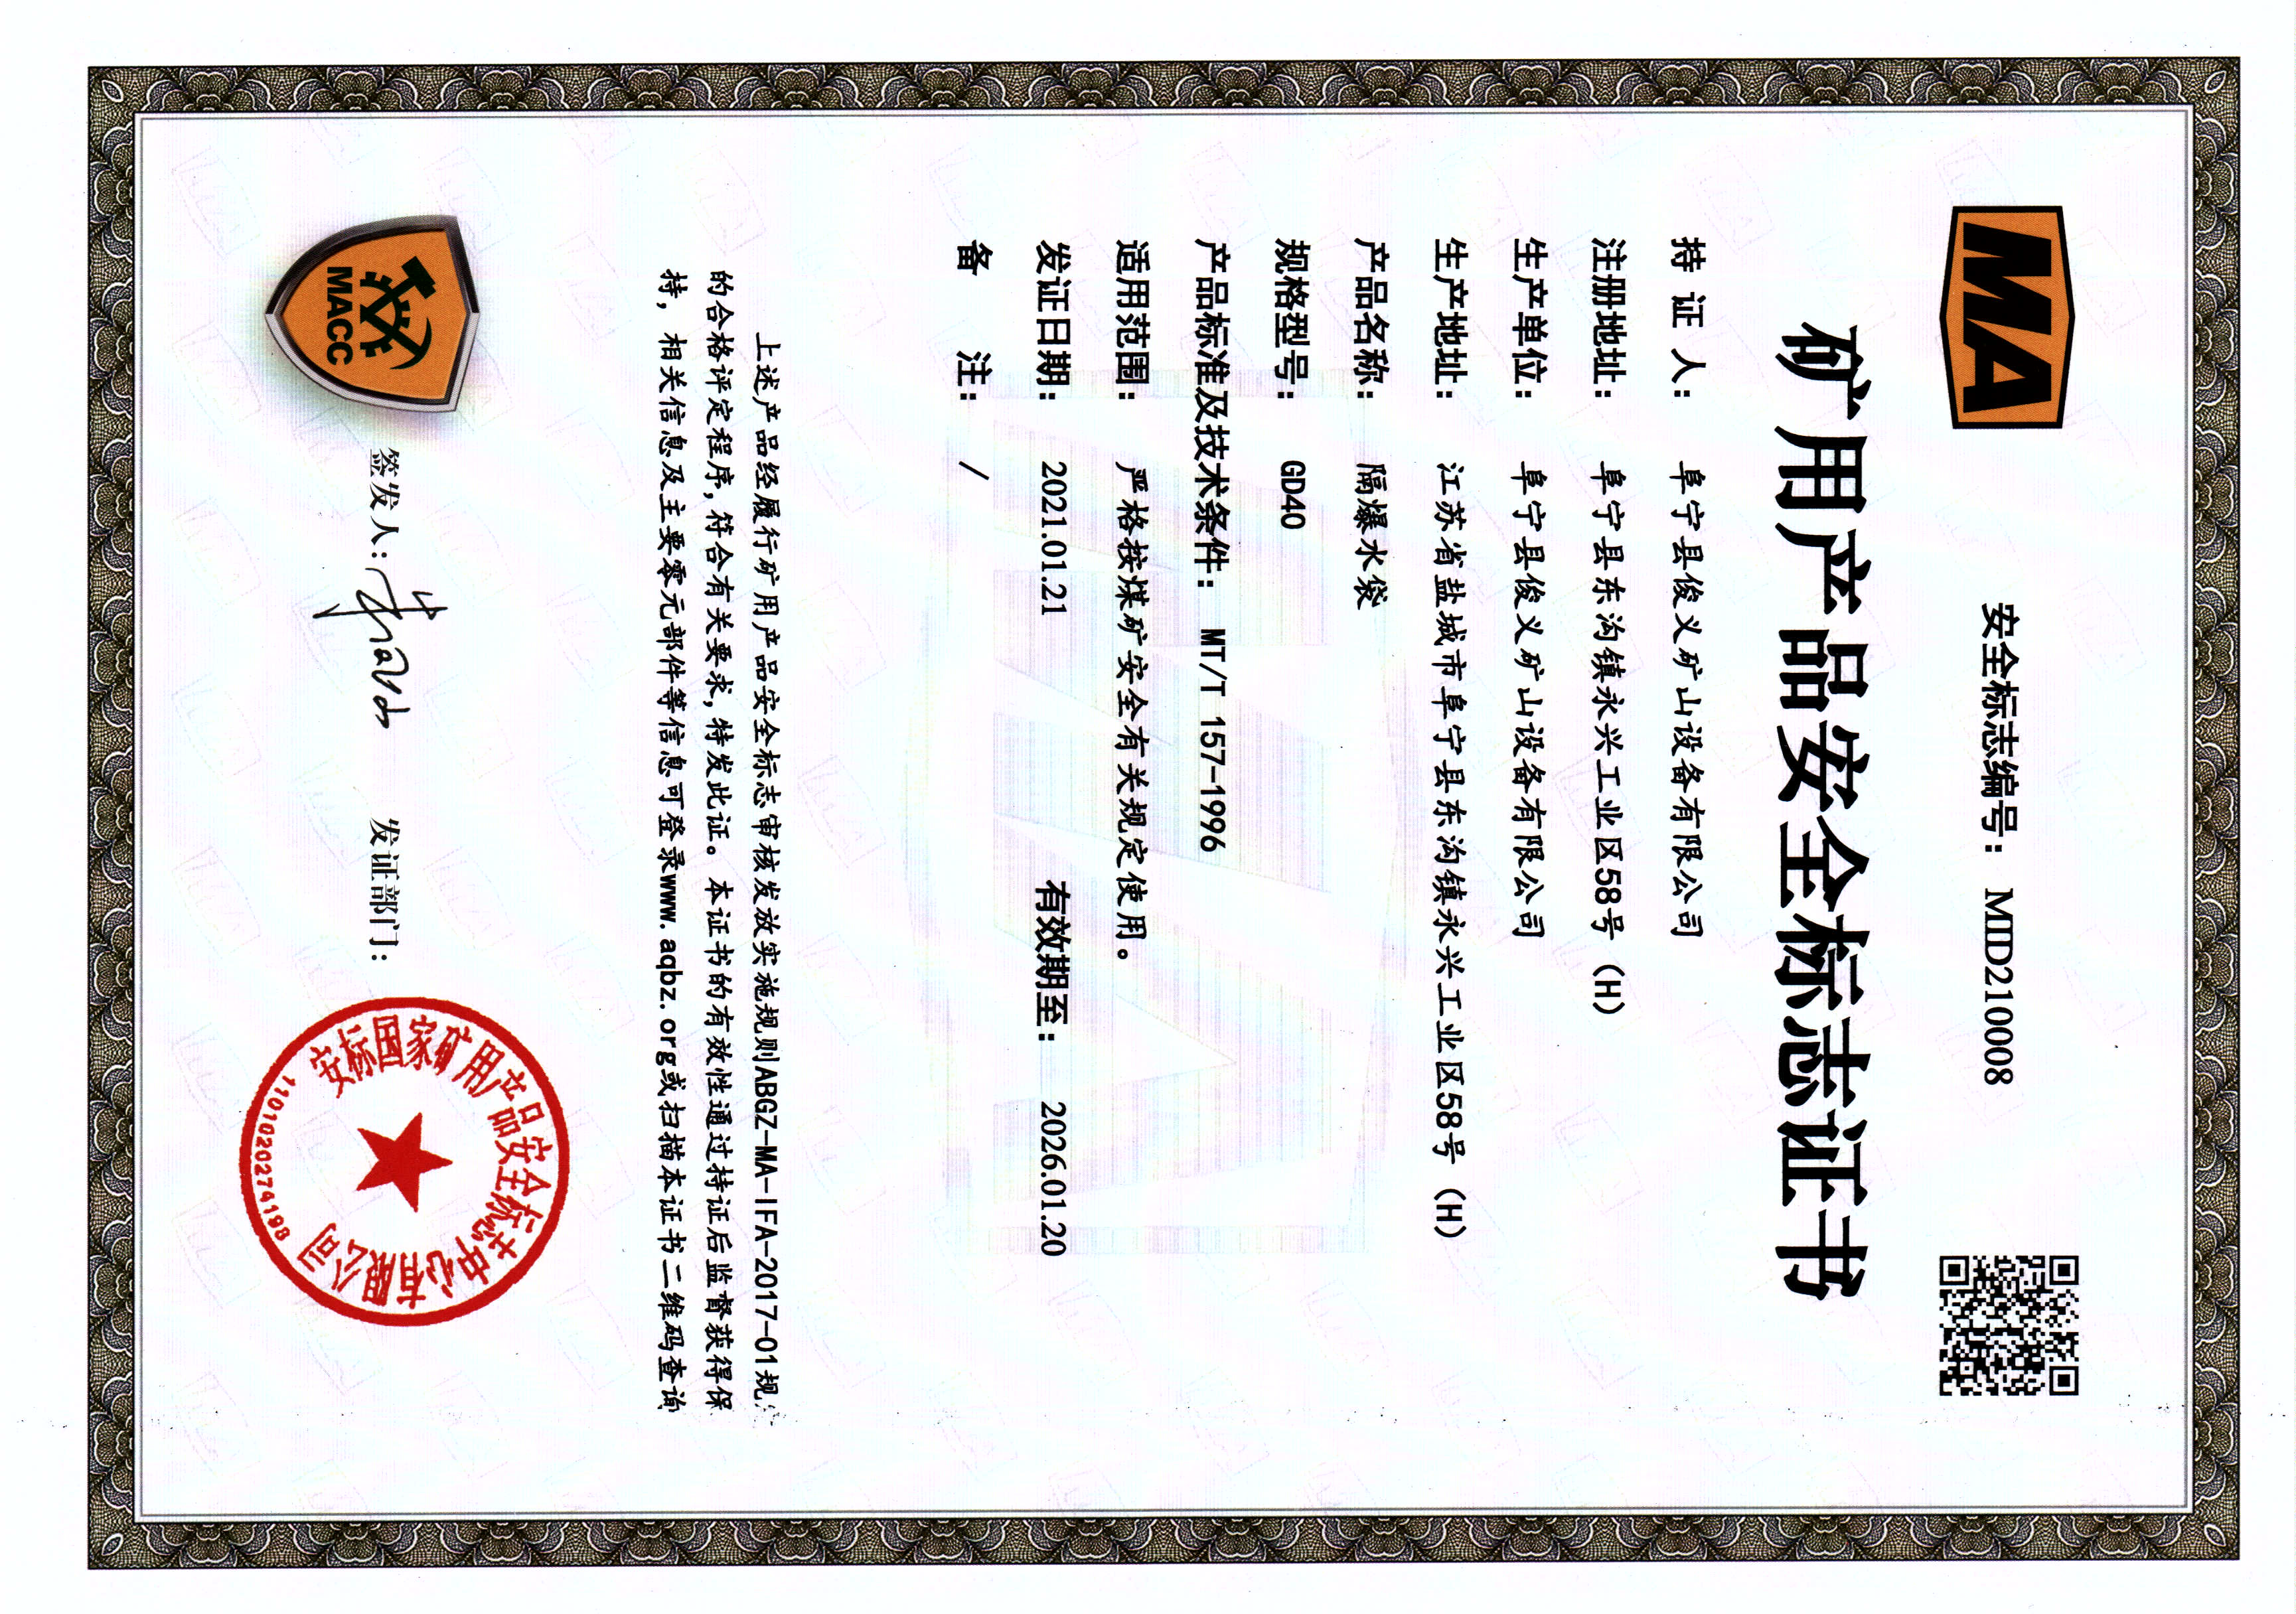 MA
安全标志编号： MID210008
矿用产品安全标志证书
持 证 人： 阜宁县俊义矿山设备有限公司
注册地址： 阜宁县东沟镇永兴工业区58号（H）
生产单位： 阜宁县俊义矿山设备有限公司
生产地址： 江苏省盐城市阜宁县东沟镇永兴工业区58号（H）
产品名称： 隔爆水袋
规格型号： GD40
产品标准及技术条件： MT/T 157-1996
适用范围： 严格按煤矿安全有关规定使用。
发证日期： 2021.01.21 有效期至： 2026.01.20
备 注： /
上述产品经履行矿用产品安全标志审核发放实施规则ABGZ-MA-IFA-2017-01规
的合格评定程序，符合有关要求，特发此证。本证书的有效性通过持证后监督获得保
持，相关信息及主要零元部件等信息可登录www.aqbz.org或扫描本证书二维码查询
MACC
签发人：
发证部门：
安标国家矿用产品安全标志中心有限公司
1101020274198